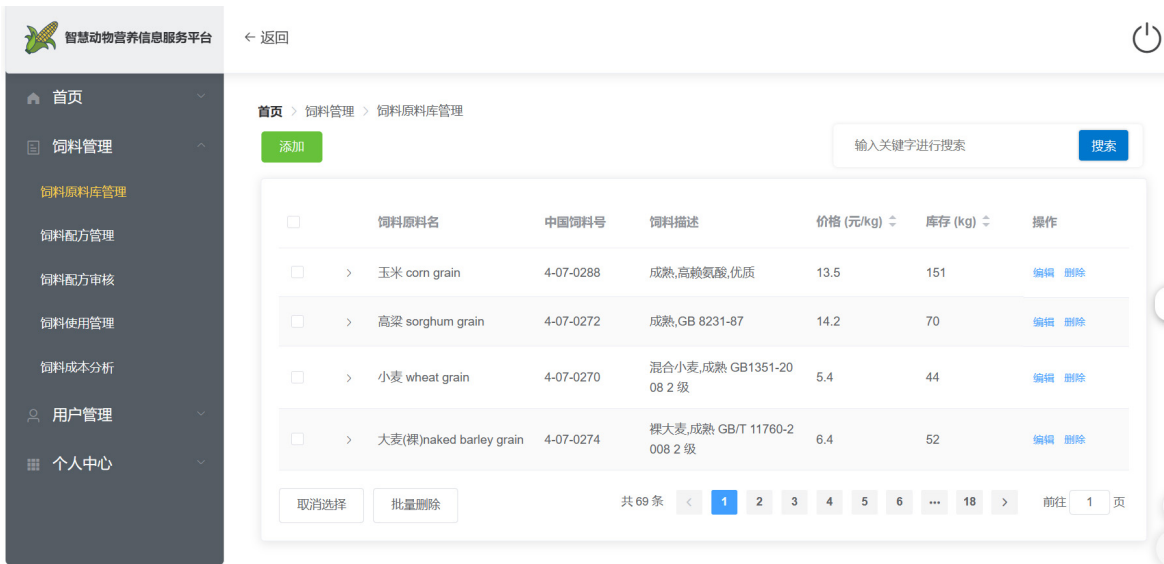 智慧动物营养信息服务平台
← 返回
首页
饲料管理
饲料原料库管理
饲料配方管理
饲料配方审核
饲料使用管理
饲料成本分析
用户管理
个人中心
首页 > 饲料管理 > 饲料原料库管理
添加
输入关键字进行搜索
搜索
饲料原料名 中国饲料号 饲料描述 价格 (元/kg) 库存 (kg) 操作
> 玉米 corn grain 4-07-0288 成熟,高赖氨酸,优质 13.5 151 编辑 删除
> 高梁 sorghum grain 4-07-0272 成熟,GB 8231-87 14.2 70 编辑 删除
> 小麦 wheat grain 4-07-0270 混合小麦,成熟 GB1351-20
08 2 级 5.4 44 编辑 删除
> 大麦(裸)naked barley grain 4-07-0274 裸大麦,成熟 GB/T 11760-2
008 2 级 6.4 52 编辑 删除
取消选择 批量删除 共 69 条 < 1 2 3 4 5 6 ••• 18 > 前往 1 页